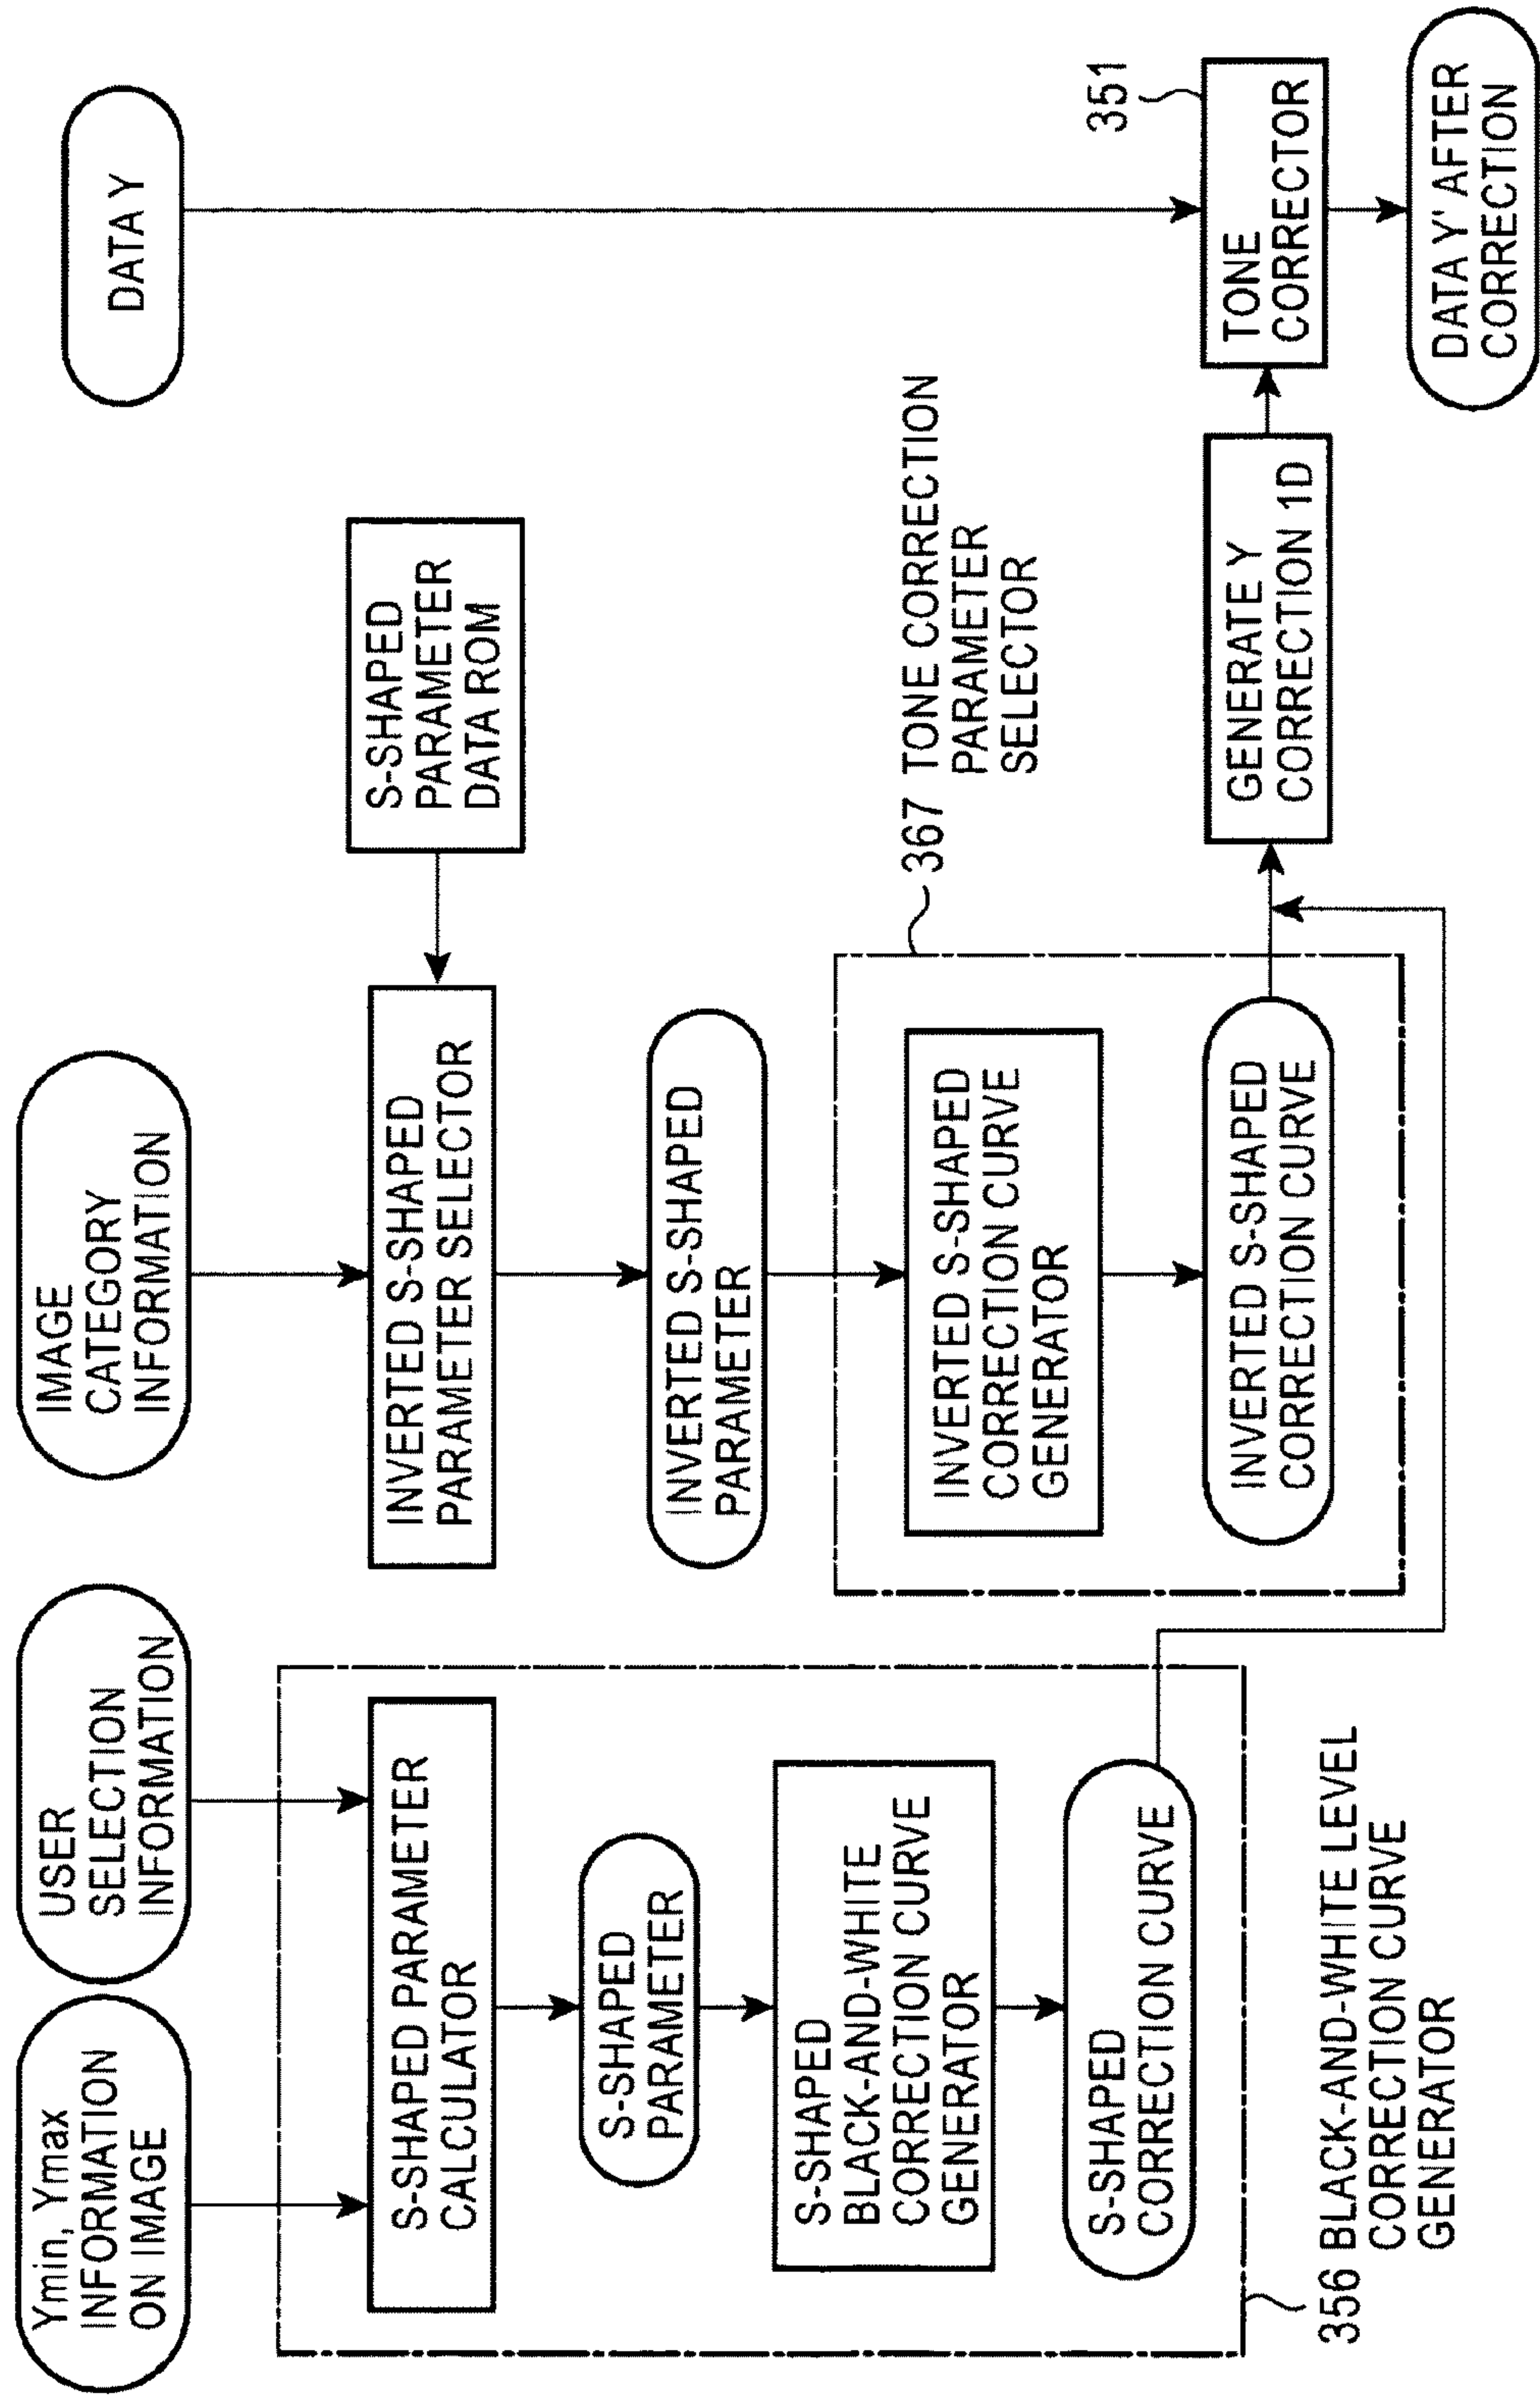 Ymin, Ymax
INFORMATION
ON IMAGE
USER
SELECTION
INFORMATION
IMAGE
CATEGORY
INFORMATION
DATA Y
S-SHAPED PARAMETER
CALCULATOR
INVERTED S-SHAPED
PARAMETER SELECTOR
S-SHAPED
PARAMETER
DATA ROM
S-SHAPED
PARAMETER
INVERTED S-SHAPED
PARAMETER
S-SHAPED
BLACK-AND-WHITE
CORRECTION CURVE
GENERATOR
INVERTED S-SHAPED
CORRECTION CURVE
GENERATOR
367 TONE CORRECTION
PARAMETER
SELECTOR
S-SHAPED
CORRECTION CURVE
INVERTED S-SHAPED
CORRECTION CURVE
GENERATE Y
CORRECTION 1D
351
TONE
CORRECTOR
356 BLACK-AND-WHITE LEVEL
CORRECTION CURVE
GENERATOR
DATA Y' AFTER
CORRECTION